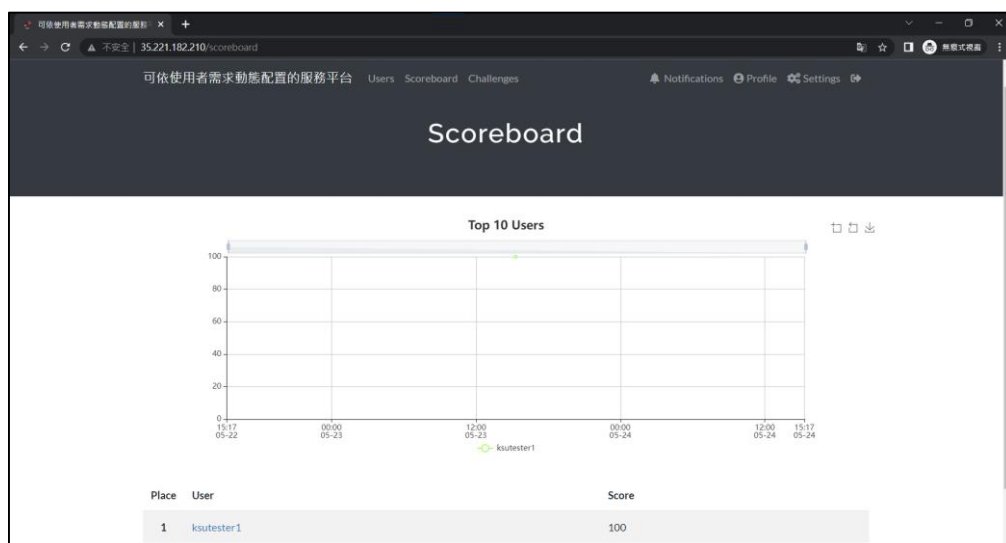 可依使用者需求動態配置的服務
不安全 | 35.221.182.210/scoreboard
無痕式視窗
可依使用者需求動態配置的服務平台 Users Scoreboard Challenges Notifications Profile Settings
Scoreboard
Top 10 Users
100
80
60
40
20
0
15:17 00:00 12:00 00:00 12:00 15:17
05-22 05-23 05-23 05-24 05-24 05-24
ksutester1
Place User Score
1 ksutester1 100